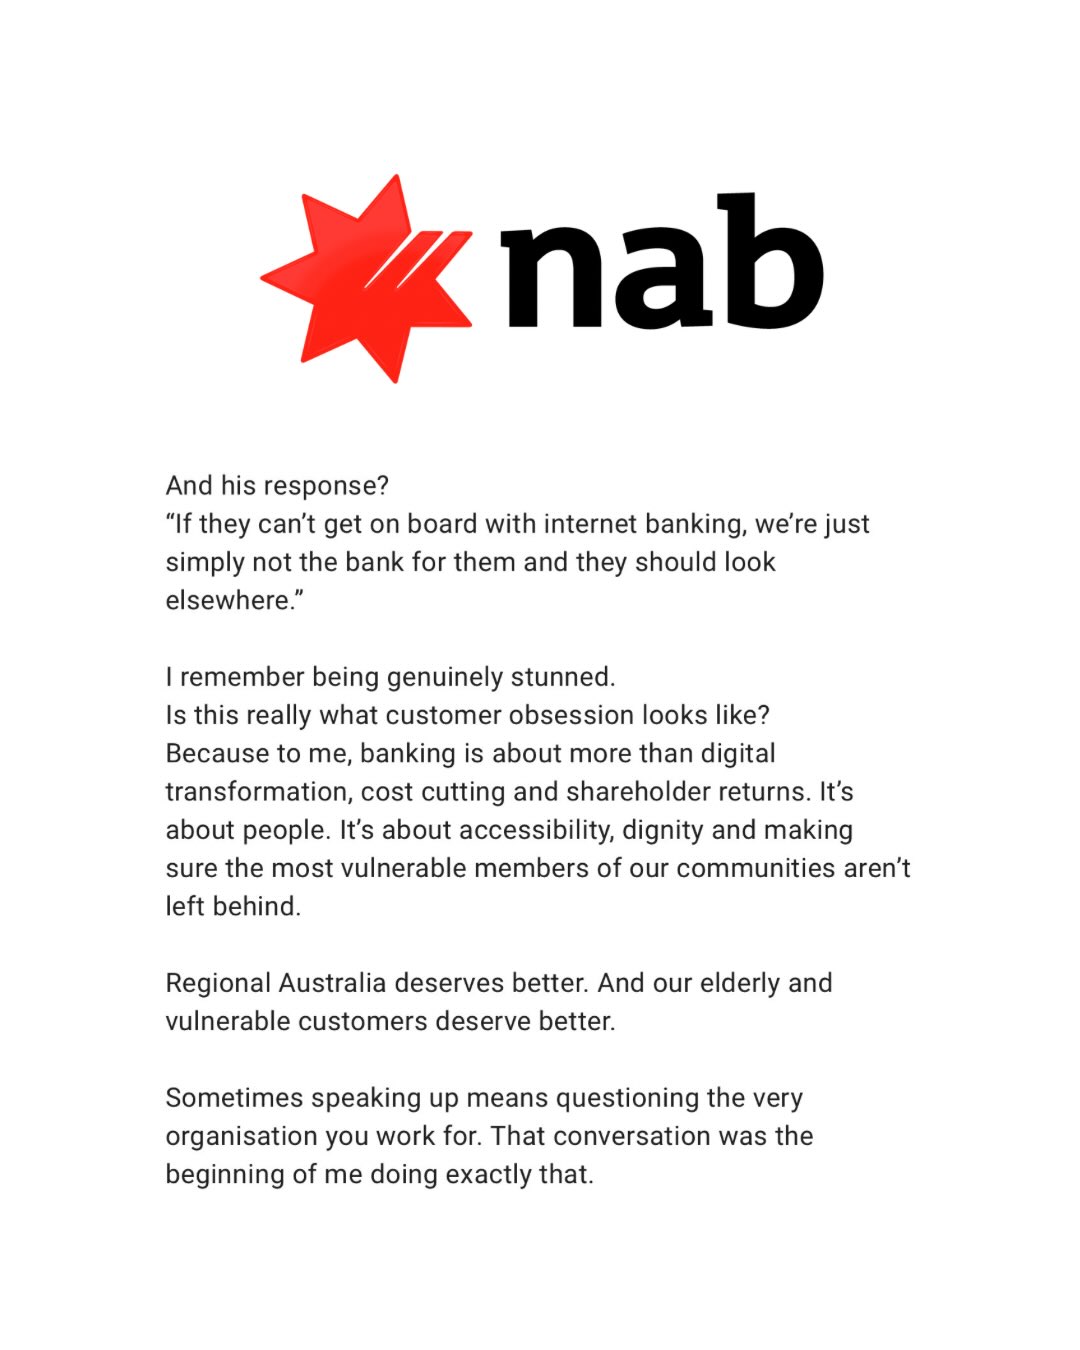 nab
And his response?
“If they can’t get on board with internet banking, we’re just
simply not the bank for them and they should look
elsewhere.”
I remember being genuinely stunned.
Is this really what customer obsession looks like?
Because to me, banking is about more than digital
transformation, cost cutting and shareholder returns. It’s
about people. It’s about accessibility, dignity and making
sure the most vulnerable members of our communities aren’t
left behind.
Regional Australia deserves better. And our elderly and
vulnerable customers deserve better.
Sometimes speaking up means questioning the very
organisation you work for. That conversation was the
beginning of me doing exactly that.